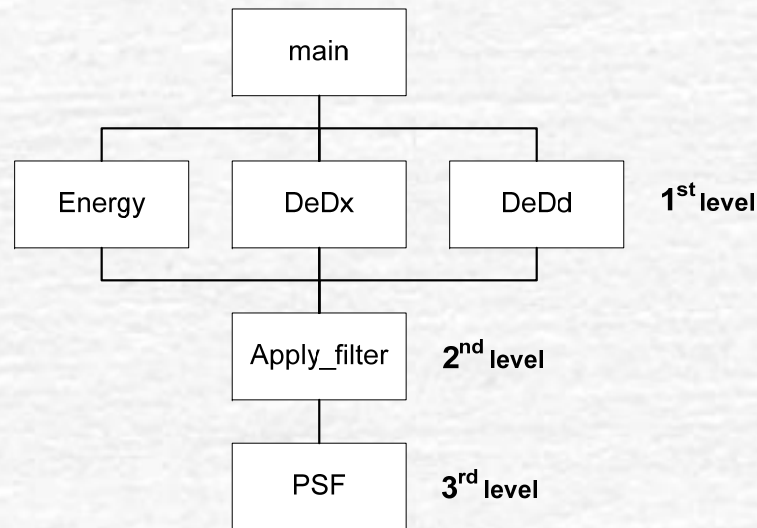 main
Energy
DeDx
DeDd
1st level
Apply_filter
2nd level
PSF
3rd level